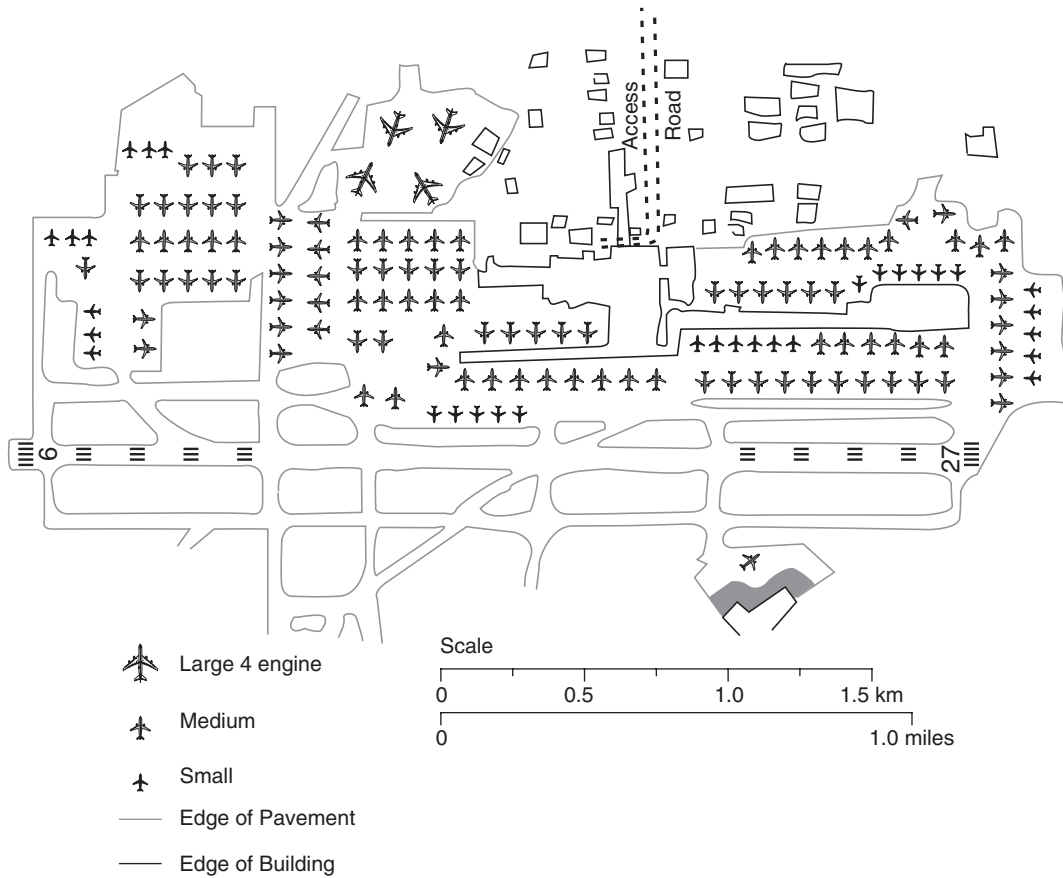 Access
Road
9
27
Large 4 engine
Medium
Small
Edge of Pavement
Edge of Building
Scale
0 0.5 1.0 1.5 km
0 1.0 miles